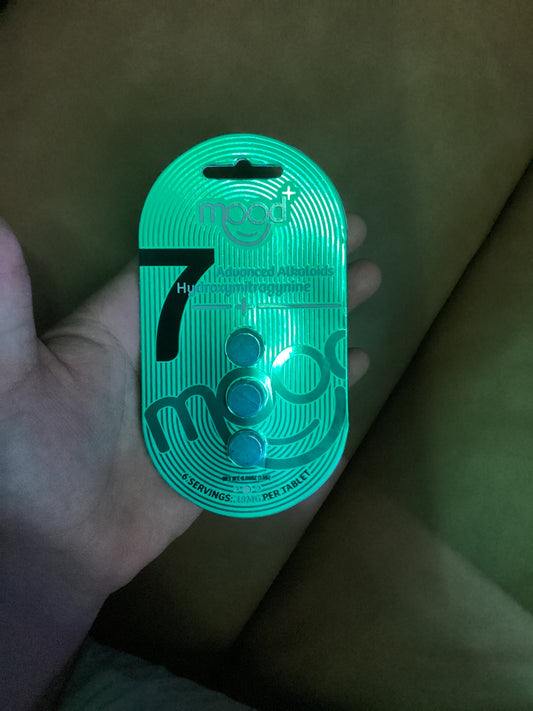 mood+
7
Advanced Alkaloids
Hydroxymitragynine
+
mood
6 SERVINGS: PER TABLET